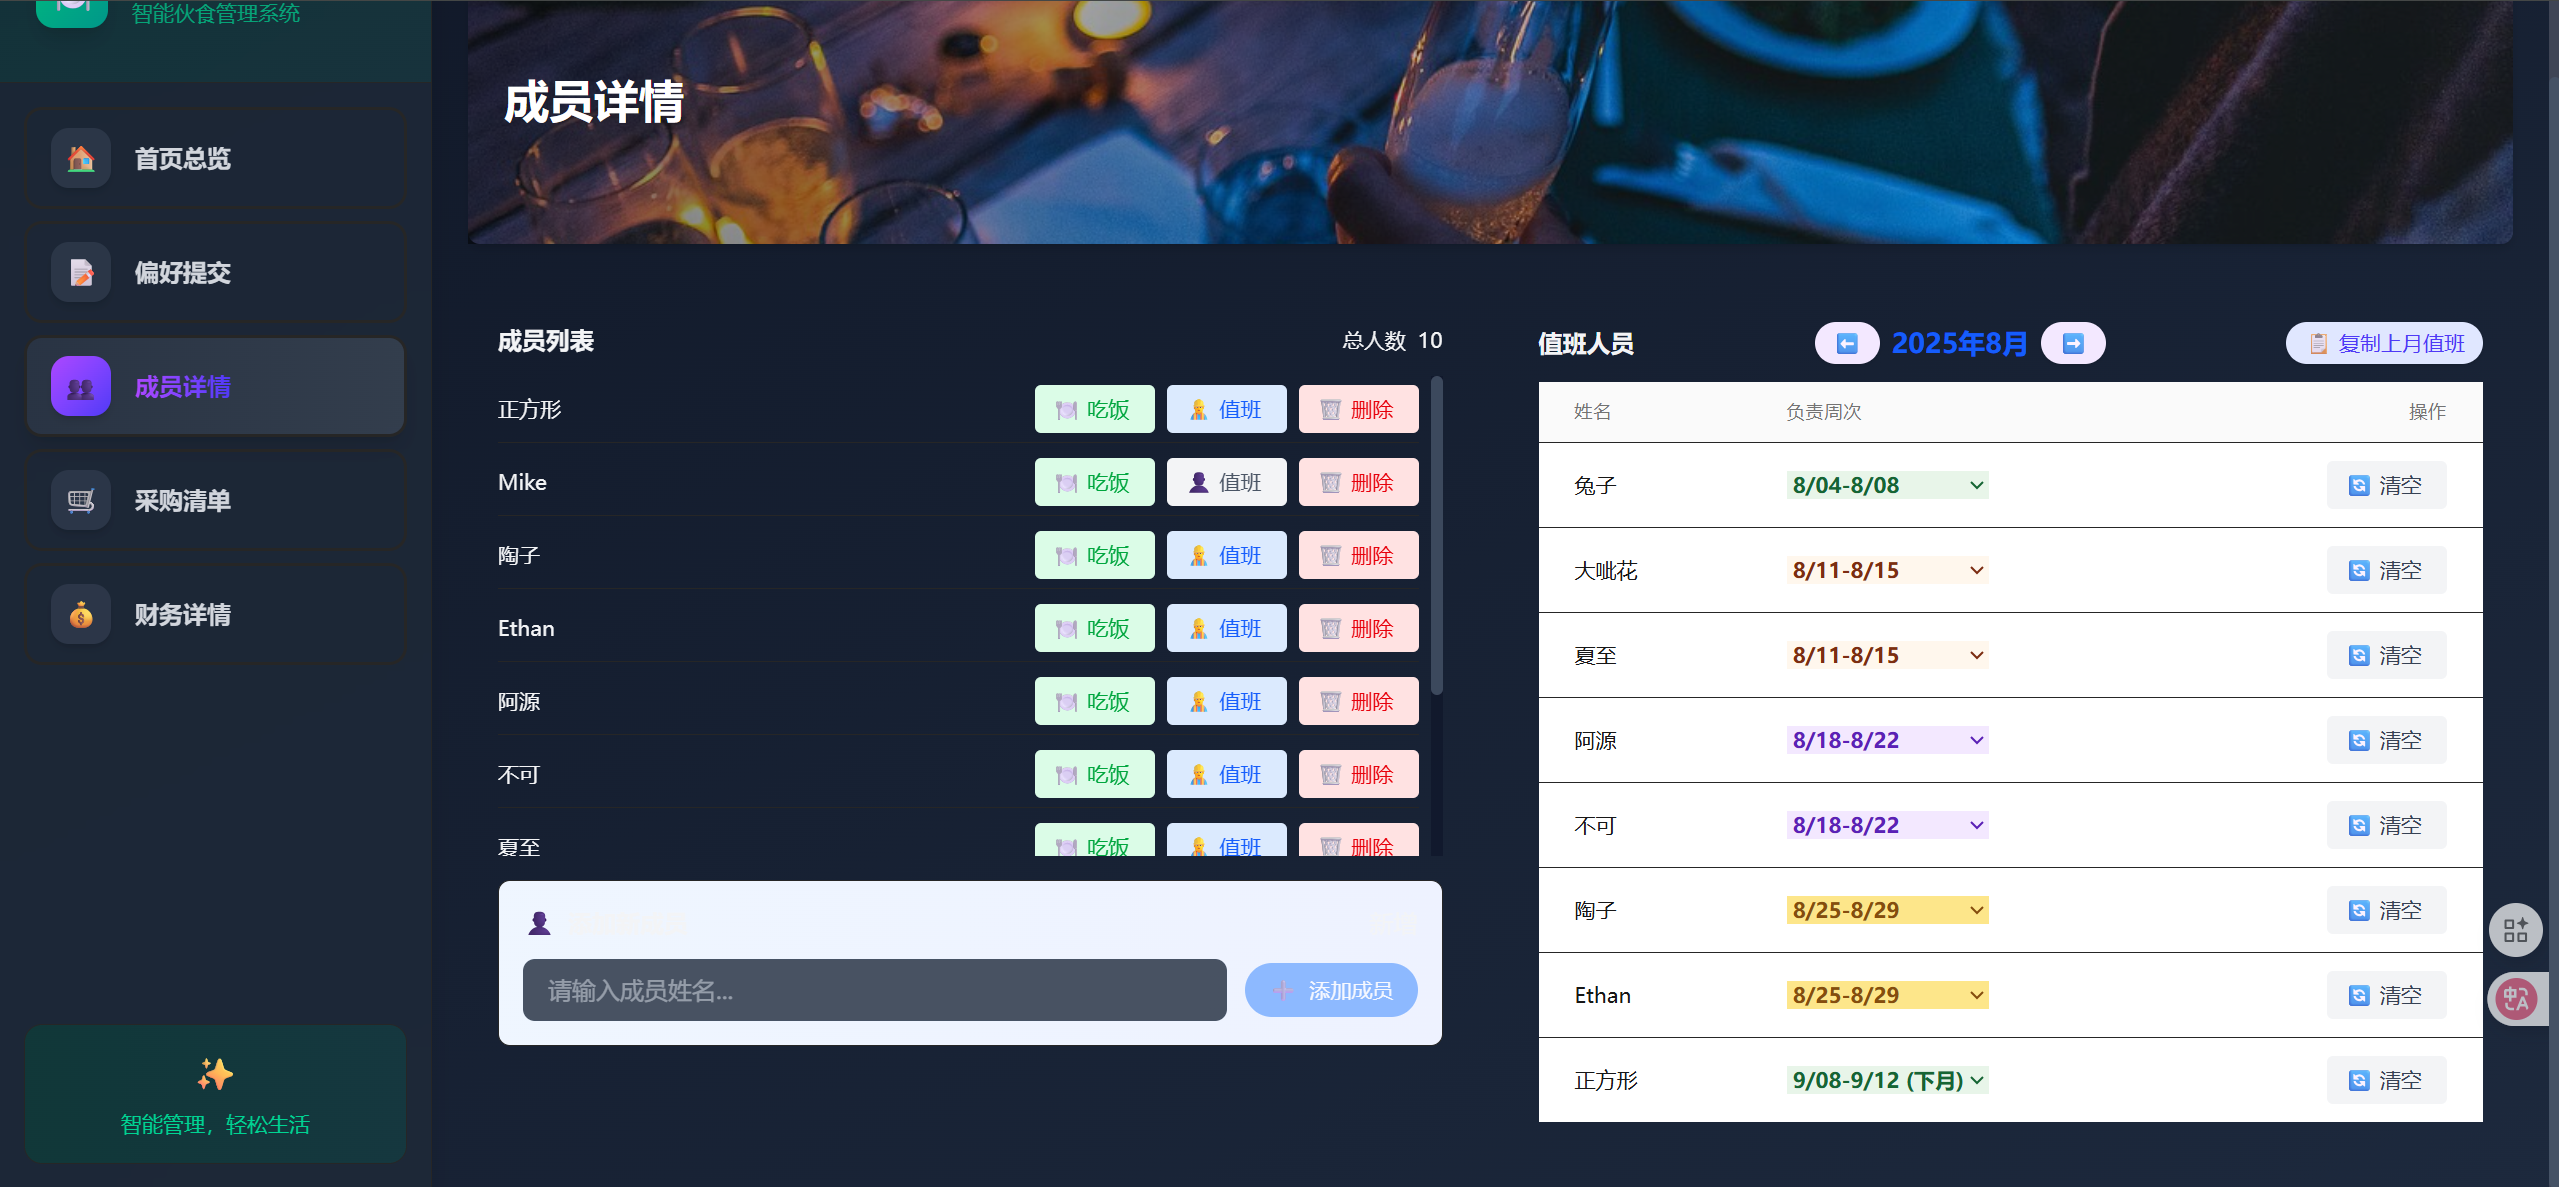 智能伙食管理系统
首页总览
偏好提交
成员详情
采购清单
财务详情
智能管理，轻松生活
成员详情
成员列表 总人数 10
正方形 吃饭 值班 删除
Mike 吃饭 值班 删除
陶子 吃饭 值班 删除
Ethan 吃饭 值班 删除
阿源 吃饭 值班 删除
不可 吃饭 值班 删除
夏至 吃饭 值班 删除
请输入成员姓名... 添加成员
值班人员 2025年8月 复制上月值班
姓名 负责周次 操作
兔子 8/04-8/08 清空
大呲花 8/11-8/15 清空
夏至 8/11-8/15 清空
阿源 8/18-8/22 清空
不可 8/18-8/22 清空
陶子 8/25-8/29 清空
Ethan 8/25-8/29 清空
正方形 9/08-9/12 (下月) 清空
中A